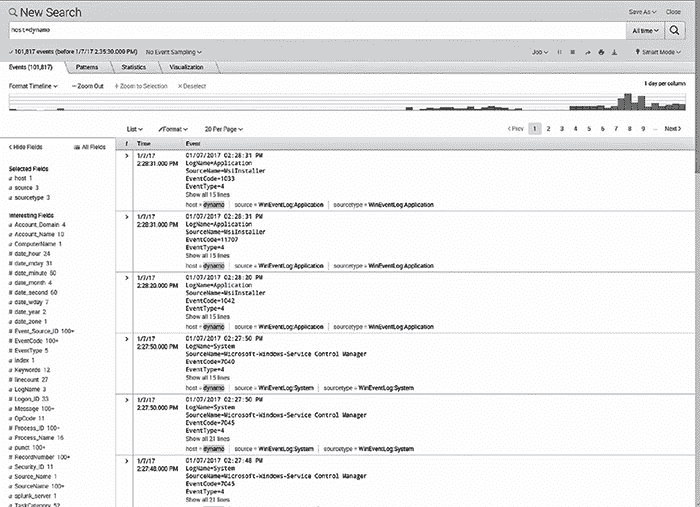 New Search
Save As Close
host=dynamo
All time
✓ 101,817 events (before 1/7/17 2:35:30.000 PM) No Event Sampling
Job Smart Mode
Events (101,817) Patterns Statistics Visualization
Format Timeline − Zoom Out + Zoom to Selection × Deselect
1 day per column
List Format 20 Per Page
< Prev 1 2 3 4 5 6 7 8 9 ... Next >
< Hide Fields All Fields
Selected Fields
a host 1
a source 3
a sourcetype 3
Interesting Fields
a Account_Domain 4
a Account_Name 10
a ComputerName 1
# date_hour 24
# date_mday 31
# date_minute 60
a date_month 4
# date_second 60
a date_wday 7
# date_year 2
a date_zone 1
# Event_Source_ID 100+
# EventCode 100+
# EventType 5
a index 1
a Keywords 12
# linecount 27
a LogName 3
a Logon_ID 33
a Message 100+
a OpCode 11
a Process_ID 100+
a Process_Name 16
a punct 100+
# RecordNumber 100+
a Security_ID 11
a Source_Name 1
a SourceName 100+
a splunk_server 1
a TaskCategory 52
i Time Event
> 1/7/17
2:28:31.000 PM
01/07/2017 02:28:31 PM
LogName=Application
SourceName=MsiInstaller
EventCode=1033
EventType=4
Show all 15 lines
host = dynamo source = WinEventLog:Application sourcetype = WinEventLog:Application
> 1/7/17
2:28:31.000 PM
01/07/2017 02:28:31 PM
LogName=Application
SourceName=MsiInstaller
EventCode=11707
EventType=4
Show all 15 lines
host = dynamo source = WinEventLog:Application sourcetype = WinEventLog:Application
> 1/7/17
2:28:20.000 PM
01/07/2017 02:28:20 PM
LogName=Application
SourceName=MsiInstaller
EventCode=1042
EventType=4
Show all 15 lines
host = dynamo source = WinEventLog:Application sourcetype = WinEventLog:Application
> 1/7/17
2:27:50.000 PM
01/07/2017 02:27:50 PM
LogName=System
SourceName=Microsoft-Windows-Service Control Manager
EventCode=7040
EventType=4
Show all 15 lines
host = dynamo source = WinEventLog:System sourcetype = WinEventLog:System
> 1/7/17
2:27:50.000 PM
01/07/2017 02:27:50 PM
LogName=System
SourceName=Microsoft-Windows-Service Control Manager
EventCode=7045
EventType=4
Show all 21 lines
host = dynamo source = WinEventLog:System sourcetype = WinEventLog:System
> 1/7/17
2:27:48.000 PM
01/07/2017 02:27:48 PM
LogName=System
SourceName=Microsoft-Windows-Service Control Manager
EventCode=7045
EventType=4
Show all 21 lines